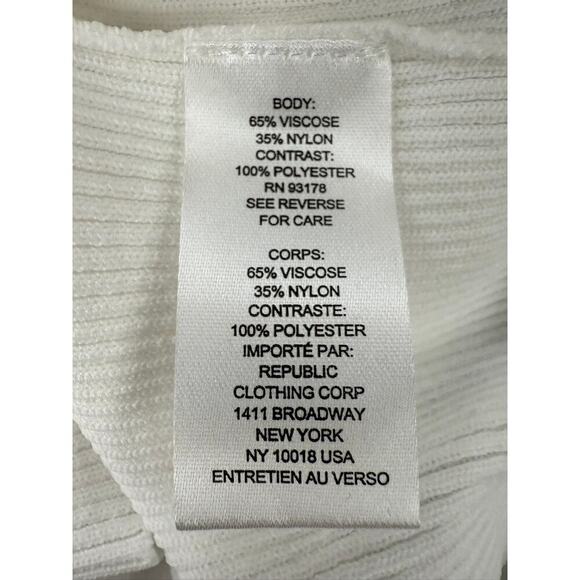 BODY:
65% VISCOSE
35% NYLON
CONTRAST:
100% POLYESTER
RN 93178
SEE REVERSE
FOR CARE
CORPS:
65% VISCOSE
35% NYLON
CONTRASTE:
100% POLYESTER
IMPORTÉ PAR:
REPUBLIC
CLOTHING CORP
1411 BROADWAY
NEW YORK
NY 10018 USA
ENTRETIEN AU VERSO